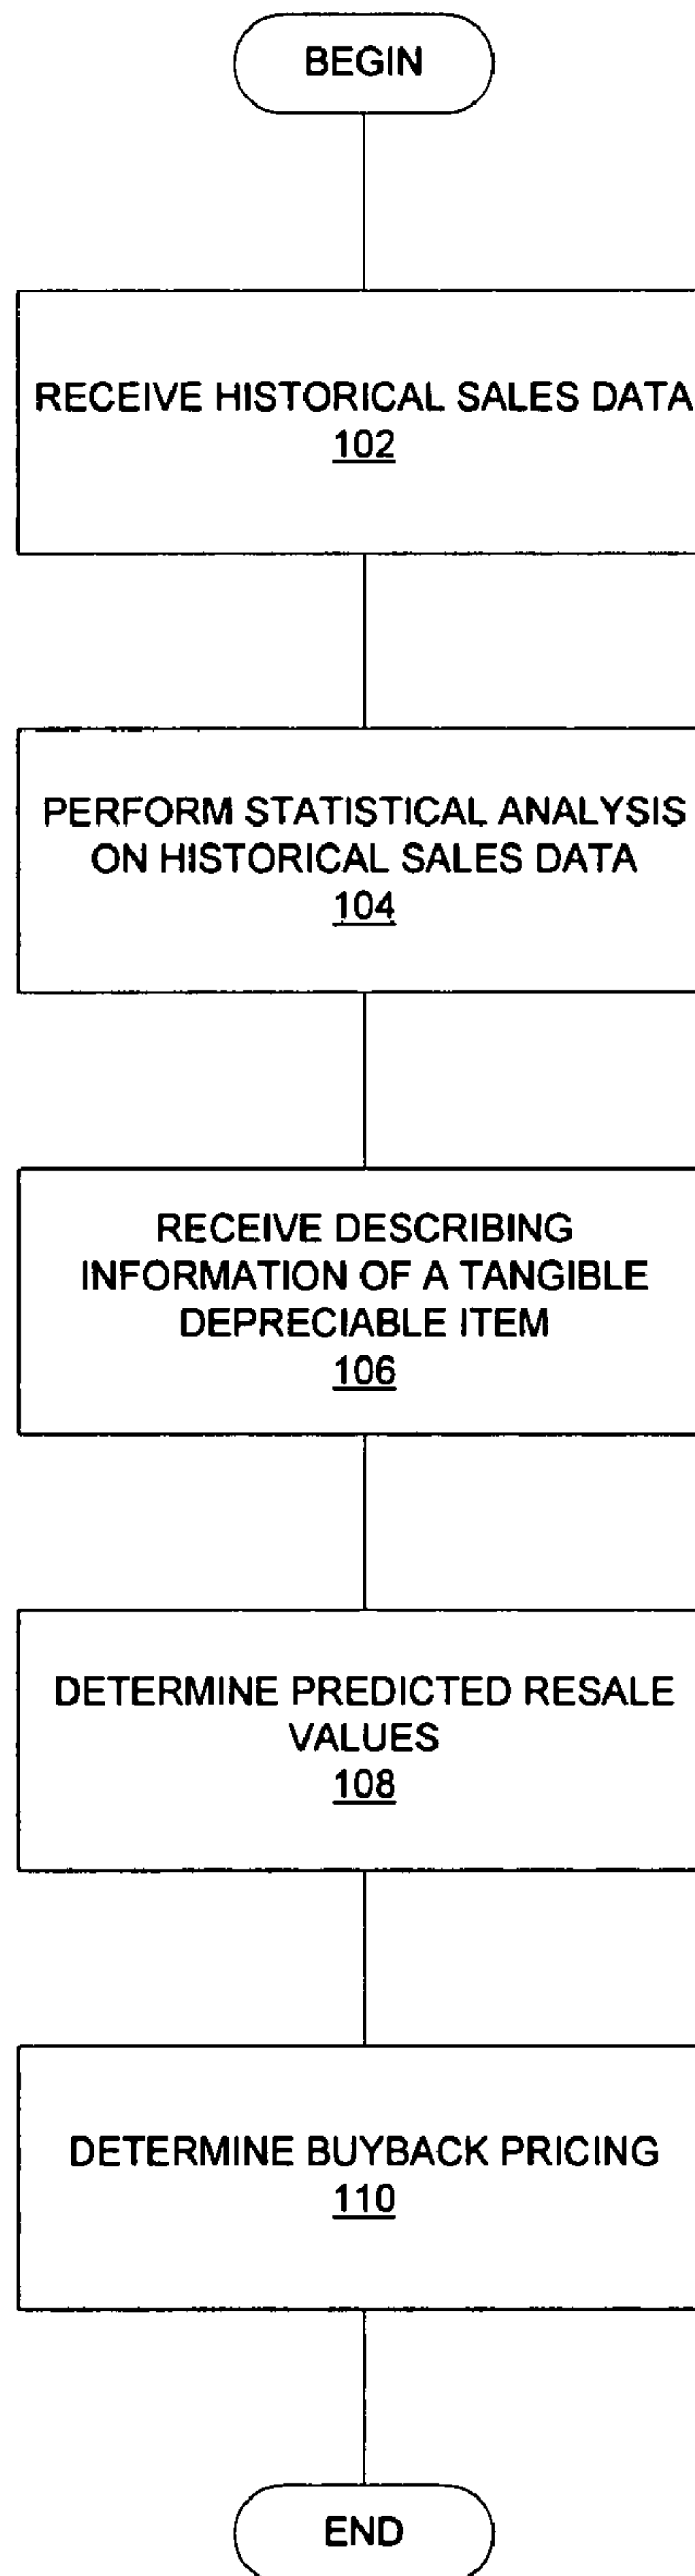 BEGIN
RECEIVE HISTORICAL SALES DATA
102
PERFORM STATISTICAL ANALYSIS
ON HISTORICAL SALES DATA
104
RECEIVE DESCRIBING
INFORMATION OF A TANGIBLE
DEPRECIABLE ITEM
106
DETERMINE PREDICTED RESALE
VALUES
108
DETERMINE BUYBACK PRICING
110
END